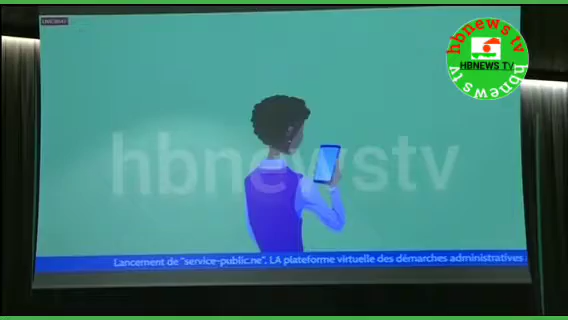 hbnews tv
HBNEWS TV
hbnews tv
hbnewstv
Lancement de "service-public.ne". LA plateforme virtuelle des démarches administratives